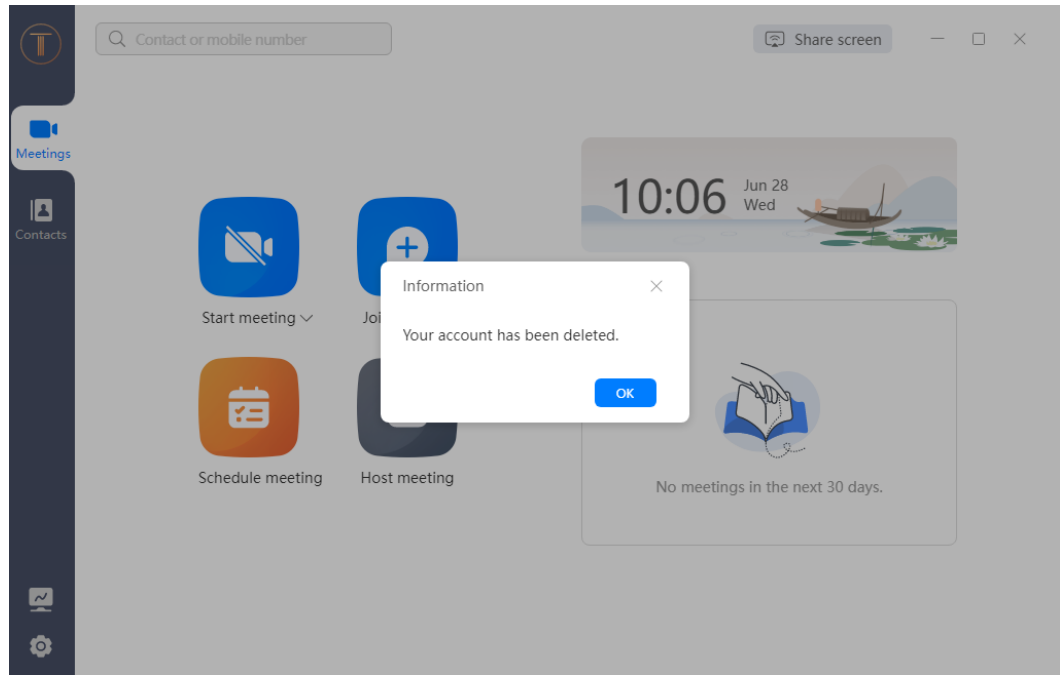 Contact or mobile number
Share screen
Meetings
Contacts
10:06
Jun 28
Wed
Start meeting
Joi
Information
Your account has been deleted.
OK
Schedule meeting
Host meeting
No meetings in the next 30 days.